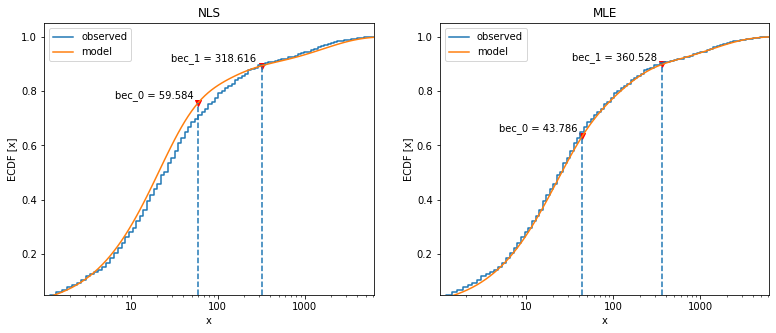 NLS
1.0
0.8
0.6
0.4
0.2
ECDF [x]
observed
model
bec_1 = 318.616
bec_0 = 59.584
10
100
1000
x
MLE
1.0
0.8
0.6
0.4
0.2
ECDF [x]
observed
model
bec_1 = 360.528
bec_0 = 43.786
10
100
1000
x